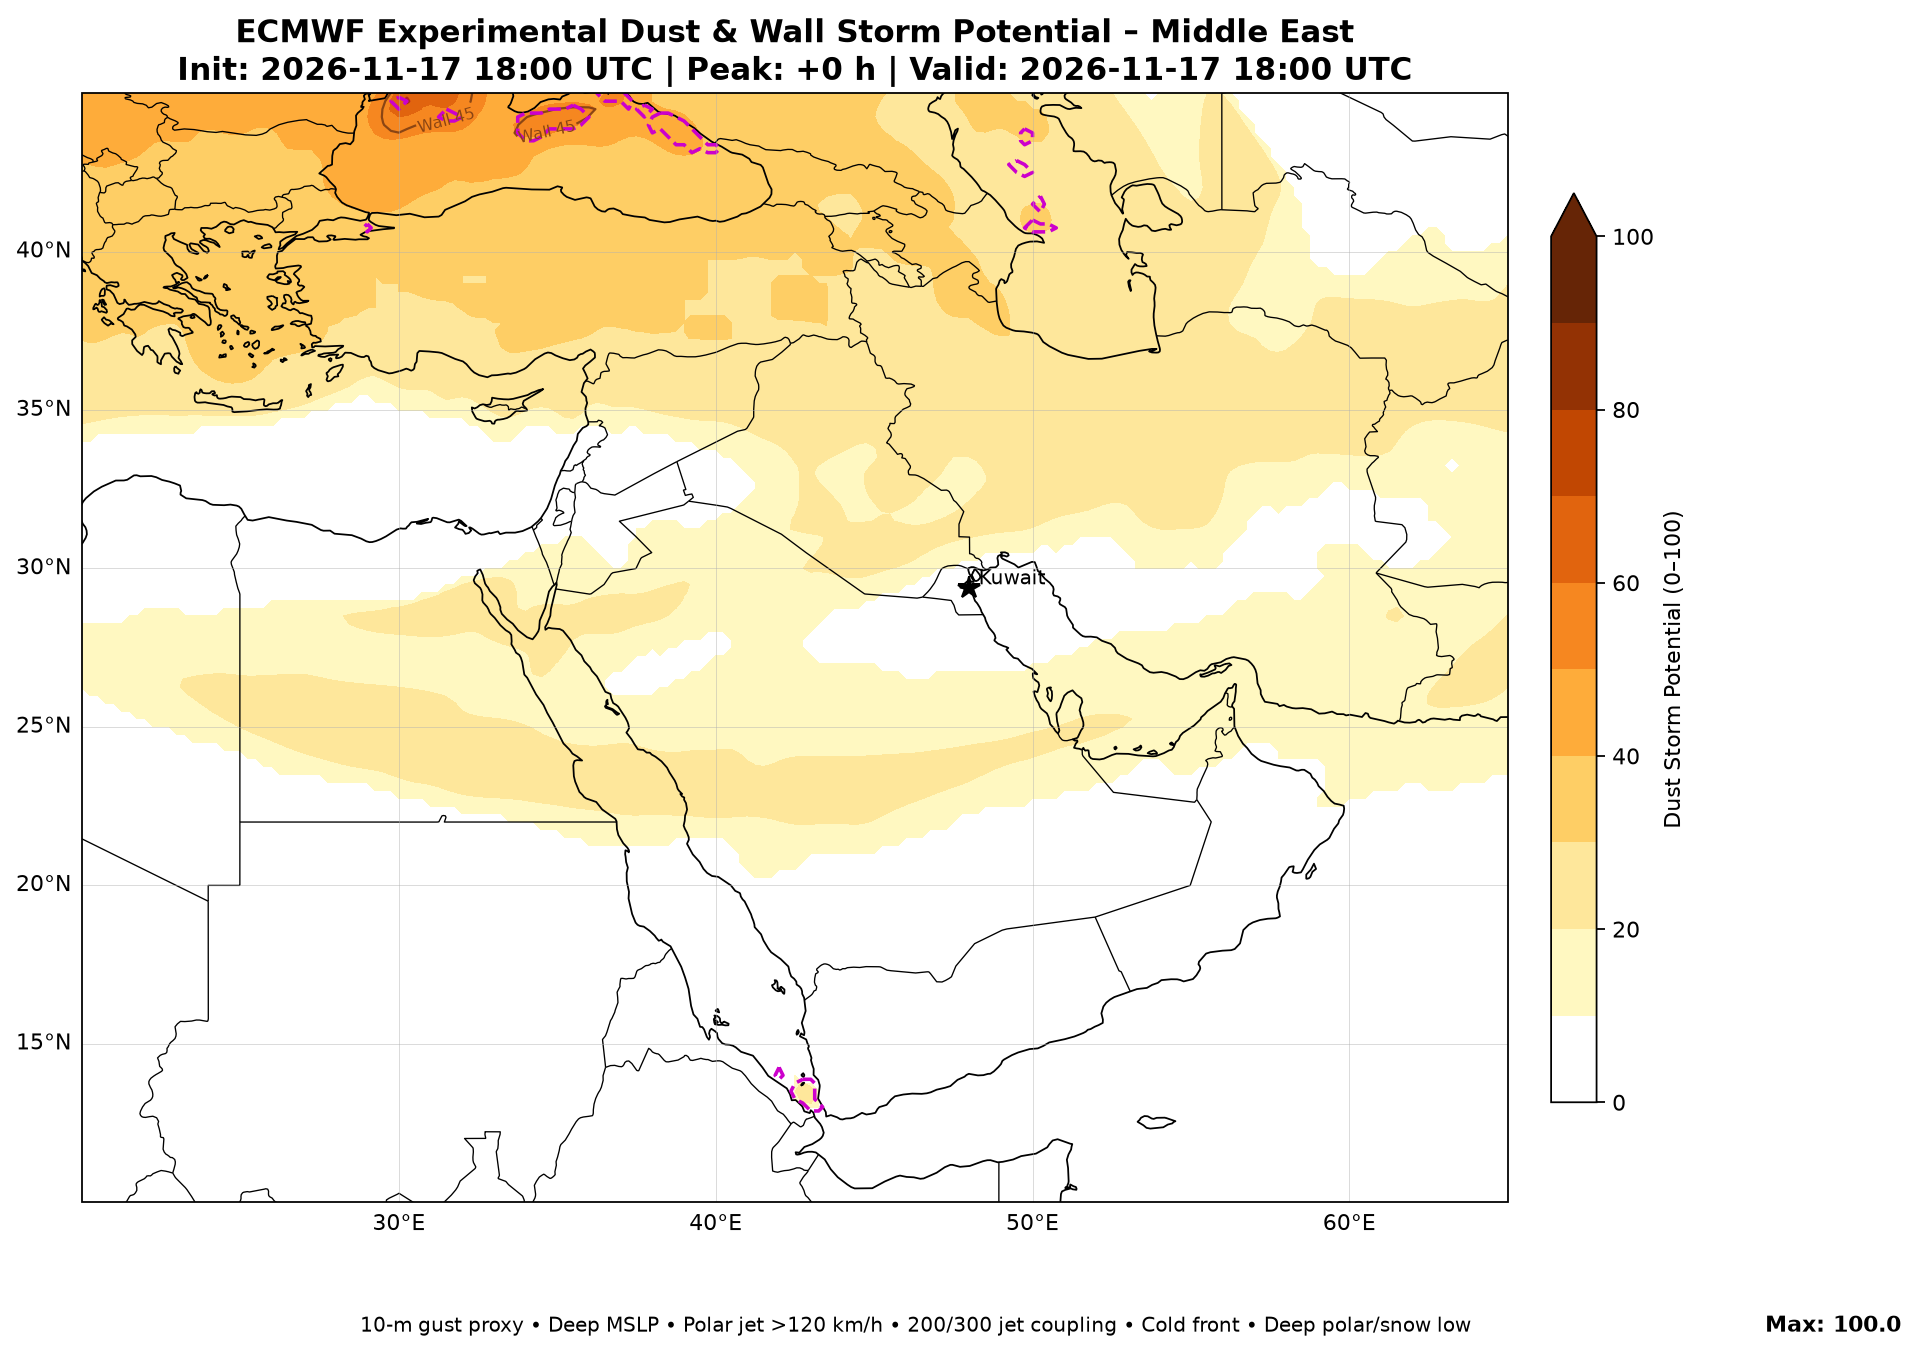 ECMWF Experimental Dust & Wall Storm Potential – Middle East
Init: 2026-11-17 18:00 UTC | Peak: +0 h | Valid: 2026-11-17 18:00 UTC
Wall 45
Wall 45
40°N
35°N
30°N
25°N
20°N
15°N
Kuwait
30°E
40°E
50°E
60°E
100
80
60
40
20
0
Dust Storm Potential (0–100)
10-m gust proxy • Deep MSLP • Polar jet >120 km/h • 200/300 jet coupling • Cold front • Deep polar/snow low
Max: 100.0